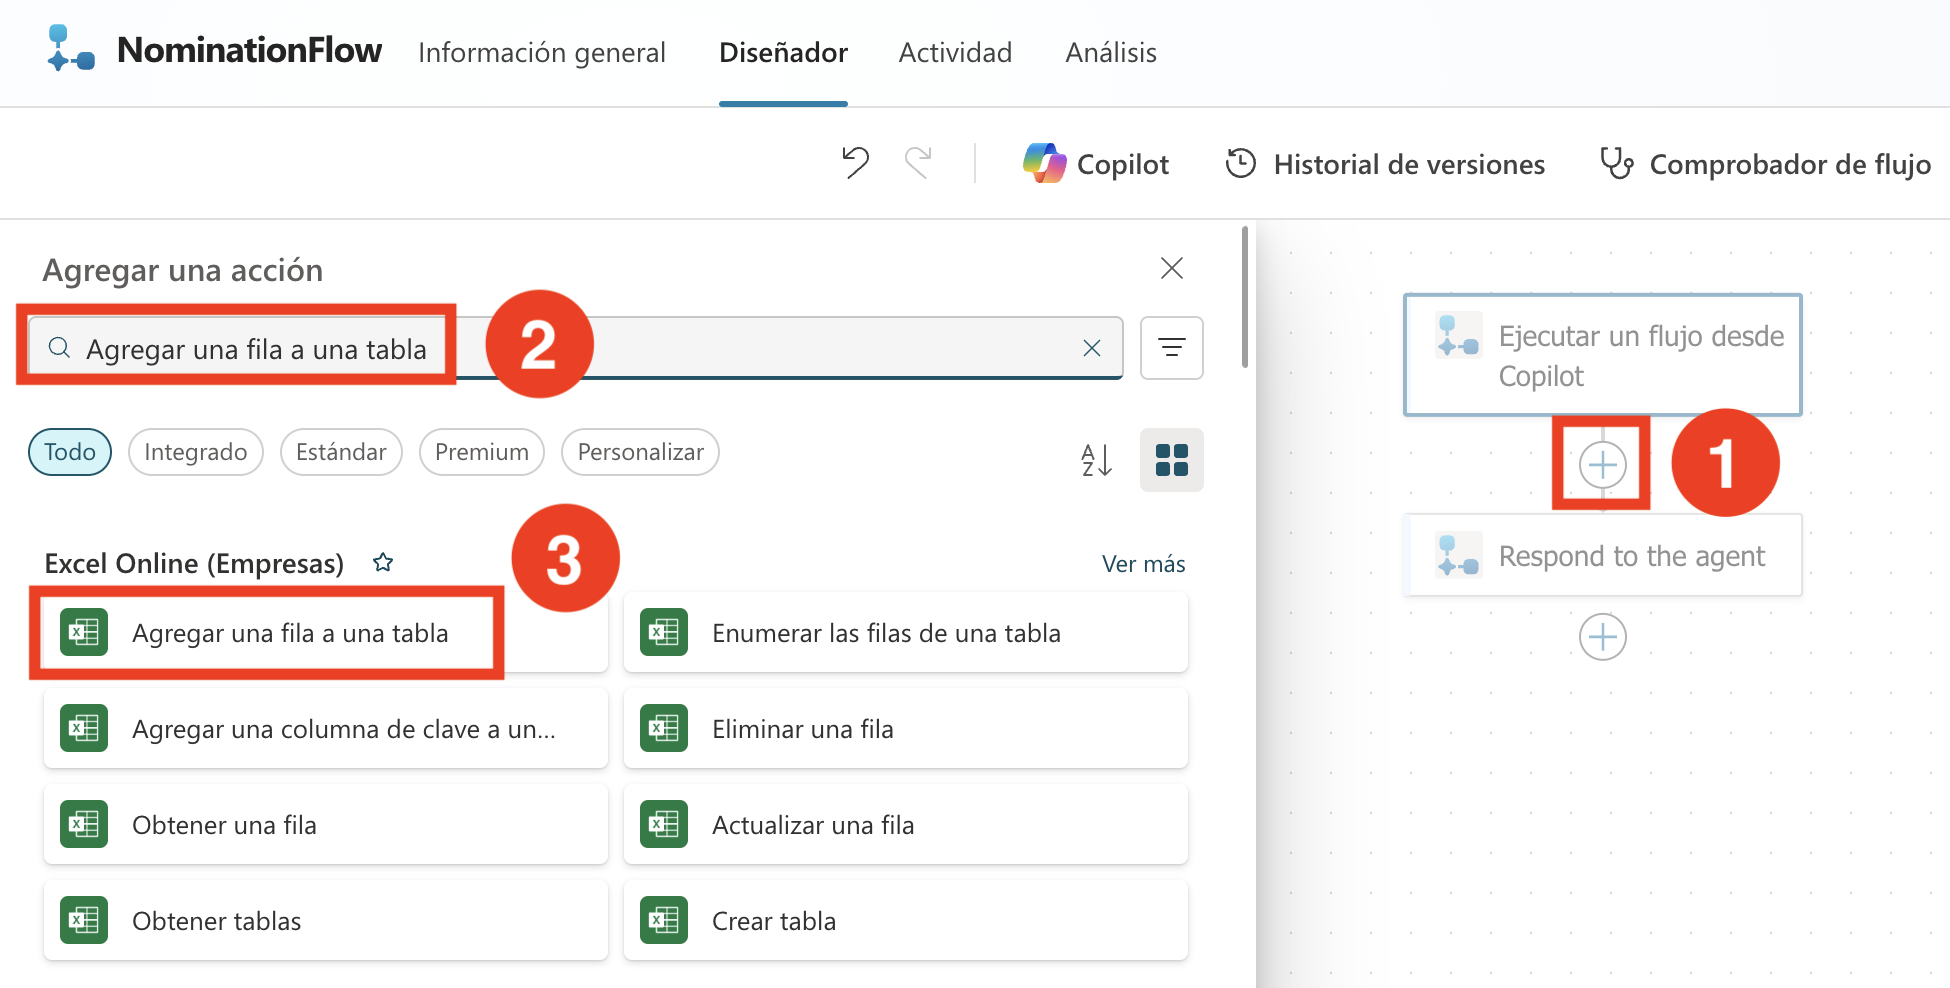 NominationFlow
Información general
Diseñador
Actividad
Análisis
Copilot
Historial de versiones
Comprobador de flujo
Agregar una acción
Agregar una fila a una tabla
2
Todo
Integrado
Estándar
Premium
Personalizar
A
Z
Excel Online (Empresas)
3
Ver más
Agregar una fila a una tabla
Enumerar las filas de una tabla
Agregar una columna de clave a un...
Eliminar una fila
Obtener una fila
Actualizar una fila
Obtener tablas
Crear tabla
Ejecutar un flujo desde
Copilot
1
Respond to the agent